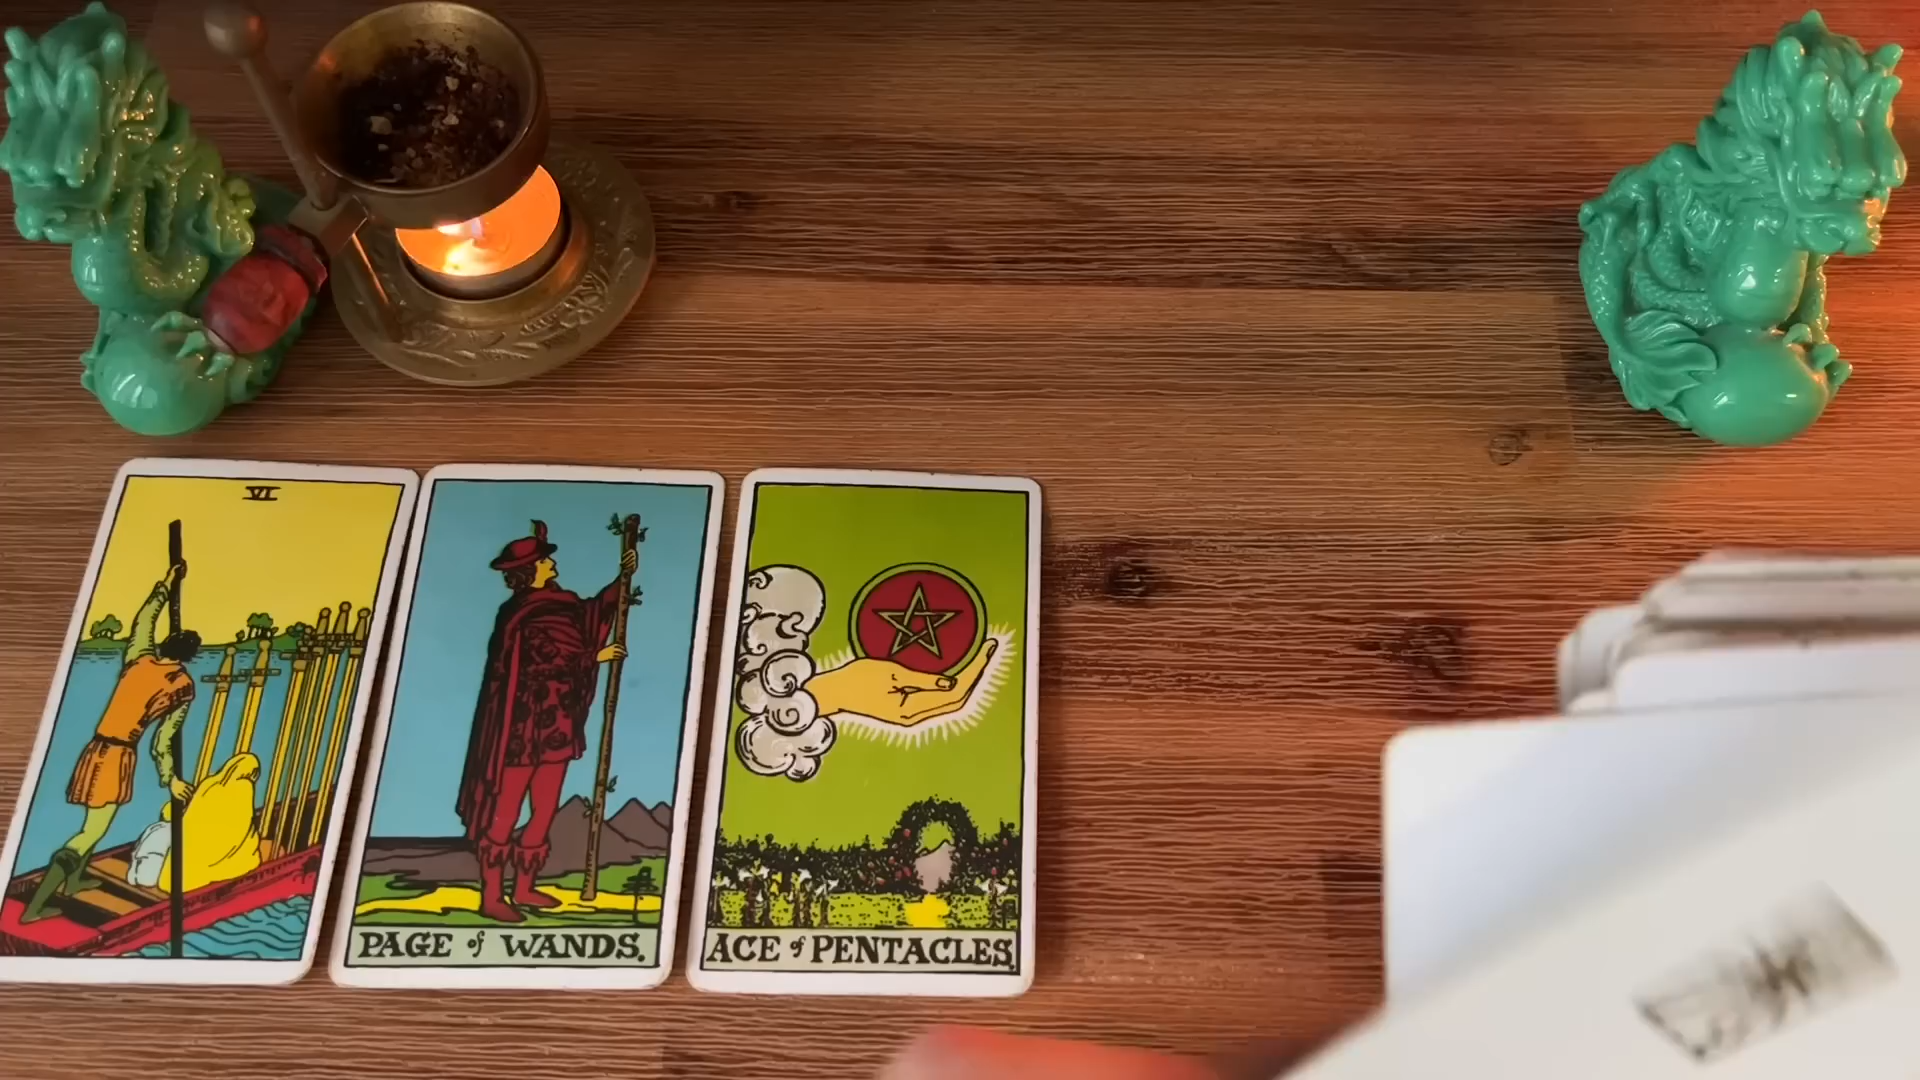 VI
PAGE of WANDS.
ACE of PENTACLES.